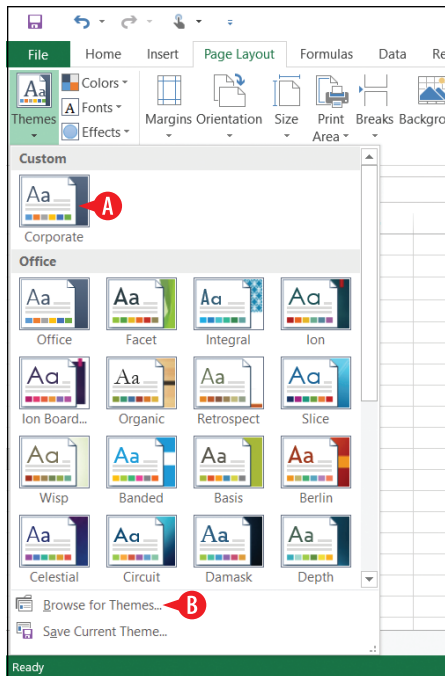 File Home Insert Page Layout Formulas Data Re
Aa Colors
A Fonts
Themes Effects Margins Orientation Size Print Area Breaks Backgro
Custom
Aa A
Corporate
Office
Aa Aa Aa Aa
Office Facet Integral Ion
Aa Aa Aa Aa
Ion Board... Organic Retrospect Slice
Aa Aa Aa Aa
Wisp Banded Basis Berlin
Aa Aa Aa Aa
Celestial Circuit Damask Depth
Browse for Themes... B
Save Current Theme...
Ready